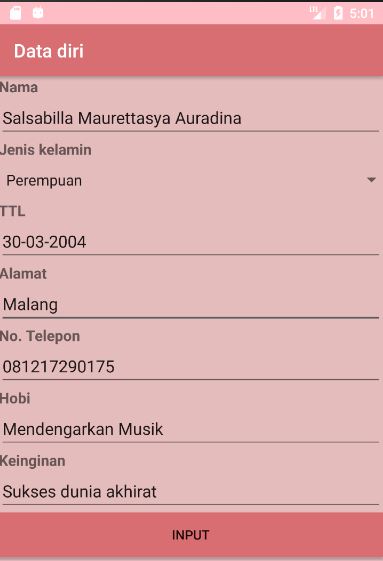 5:01
Data diri
Nama
Salsabilla Maurettasya Auradina
Jenis kelamin
Perempuan
TTL
30-03-2004
Alamat
Malang
No. Telepon
081217290175
Hobi
Mendengarkan Musik
Keinginan
Sukses dunia akhirat
INPUT